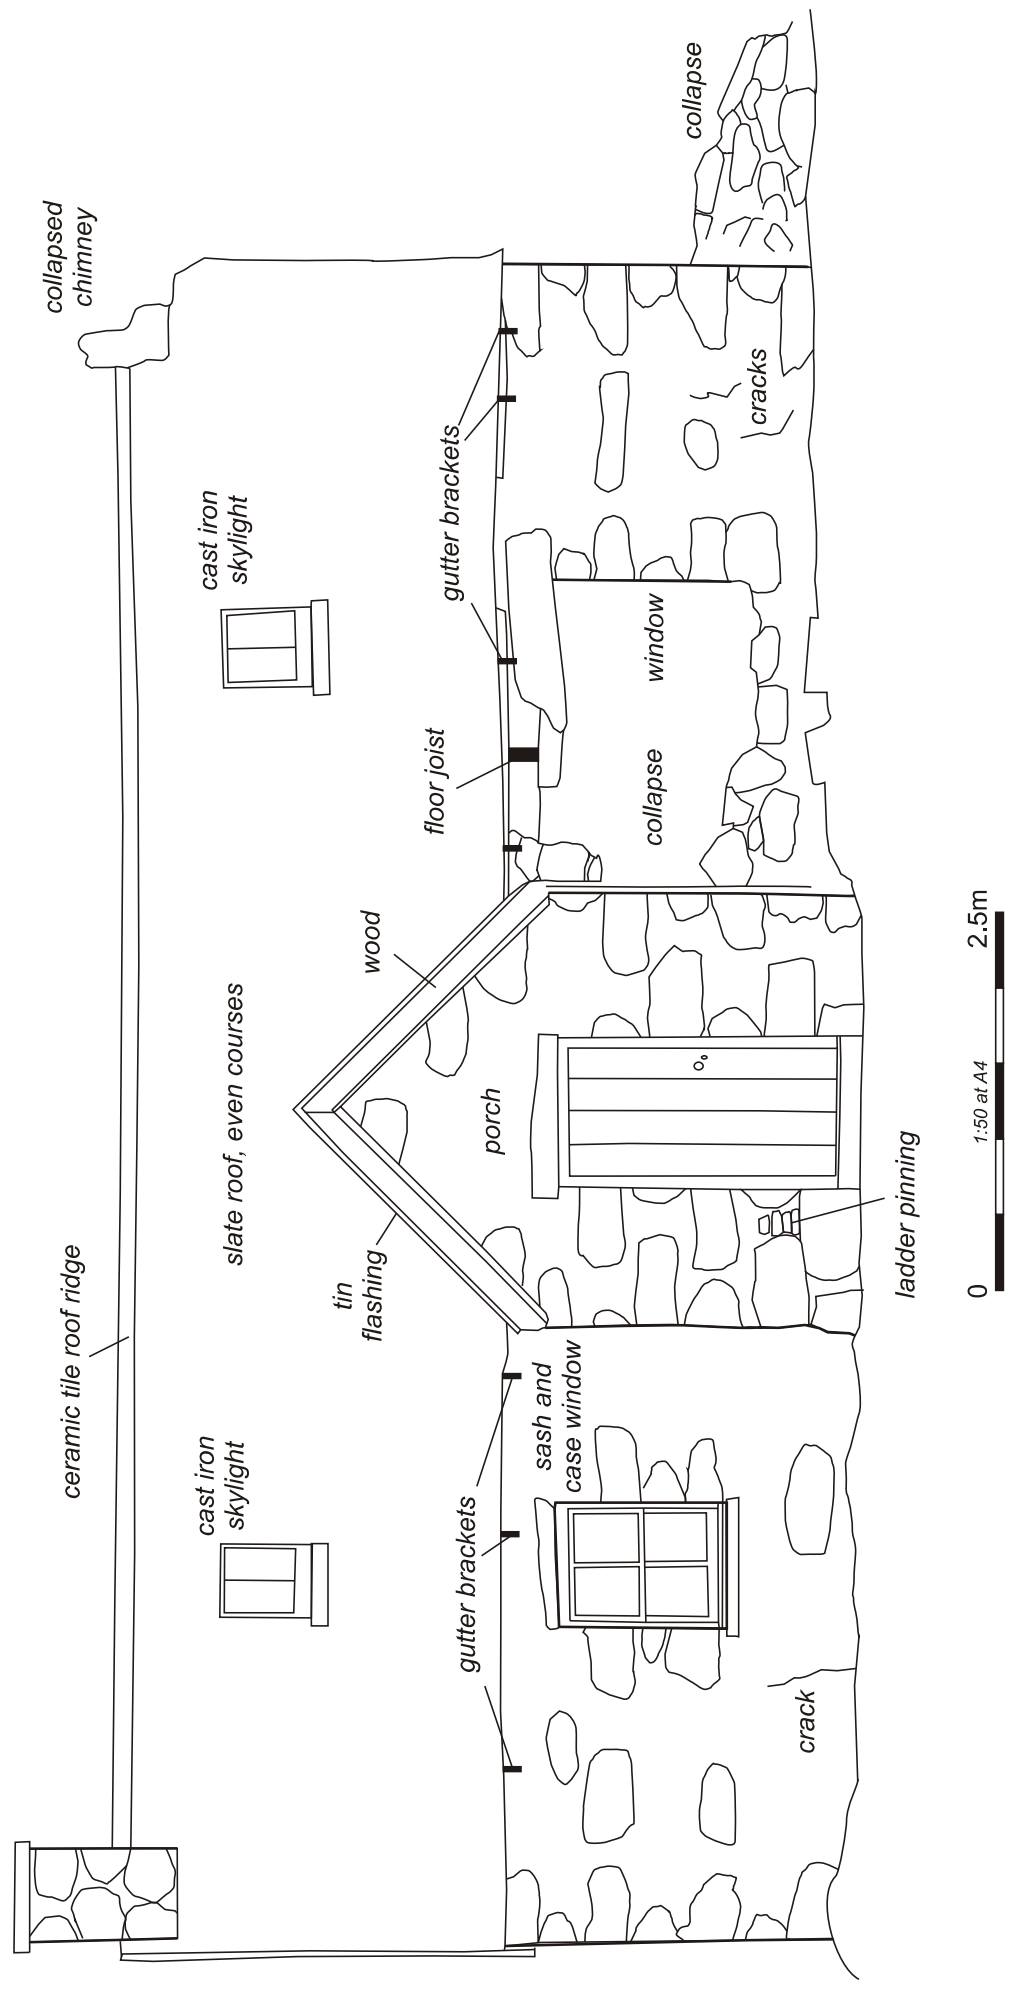 collapsed
chimney
collapse
cast iron
skylight
gutter brackets
cracks
window
collapse
floor joist
wood
slate roof, even courses
porch
ceramic tile roof ridge
tin
flashing
ladder pinning
sash and
case window
cast iron
skylight
gutter brackets
crack
0
2.5m
1:50 at A4